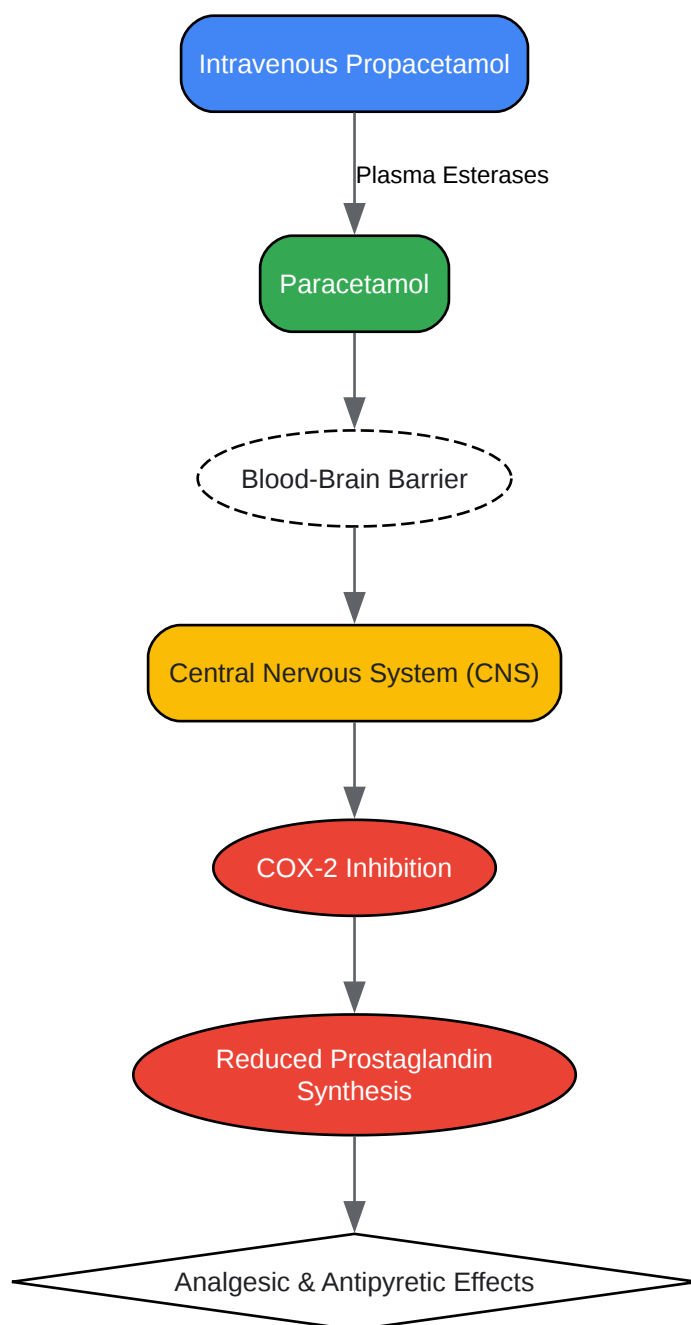 Intravenous Propacetamol
Plasma Esterases
Paracetamol
Blood-Brain Barrier
Central Nervous System (CNS)
COX-2 Inhibition
Reduced Prostaglandin
Synthesis
Analgesic & Antipyretic Effects